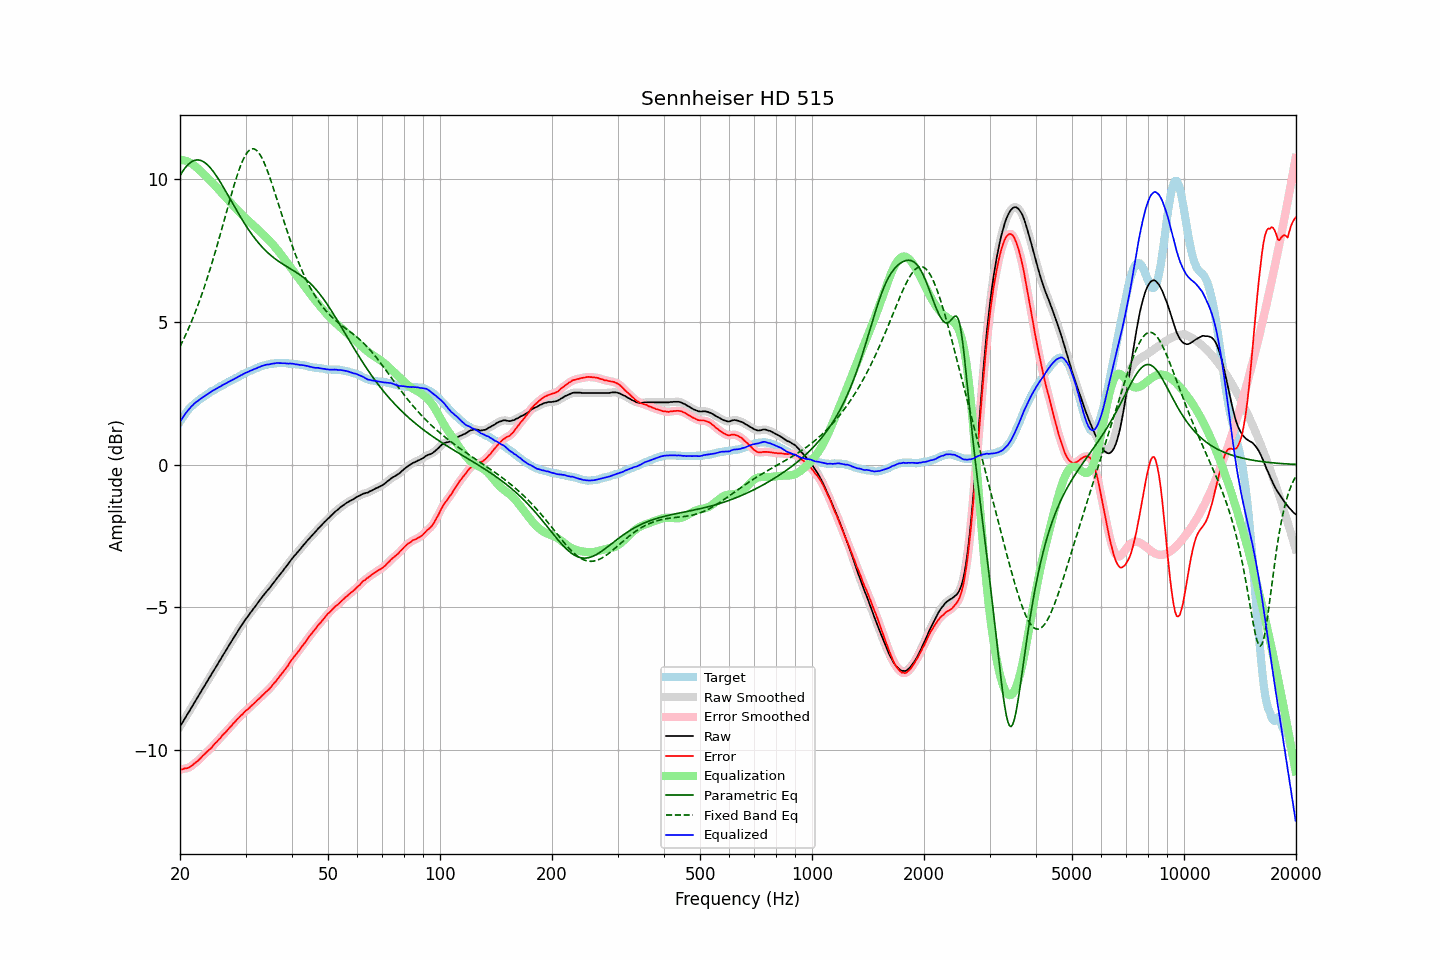 Sennheiser HD 515
Amplitude (dBr)
10
5
0
−5
−10
Target
Raw Smoothed
Error Smoothed
Raw
Error
Equalization
Parametric Eq
Fixed Band Eq
Equalized
20 50 100 200 500 1000 2000 5000 10000 20000
Frequency (Hz)